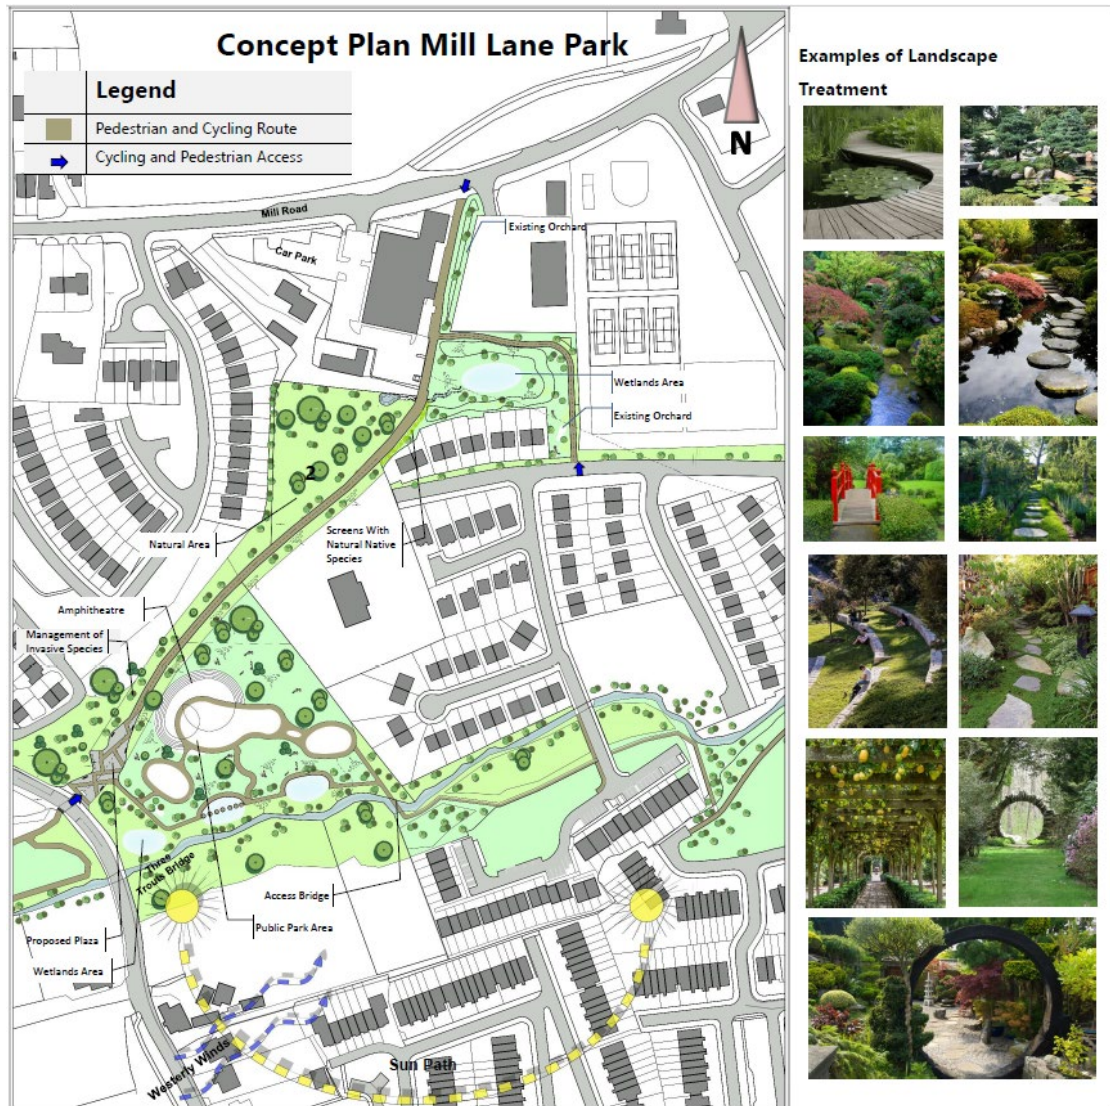 Concept Plan Mill Lane Park
Legend
Pedestrian and Cycling Route
Cycling and Pedestrian Access
N
Examples of Landscape
Treatment
Mill Road
Car Park
Existing Orchard
Wetlands Area
Existing Orchard
2
Natural Area
Screens With
Natural Native
Species
Amphitheatre
Management of
Invasive Species
Three
Trouts Bridge
Access Bridge
Public Park Area
Proposed Plaza
Wetlands Area
Westerly Winds
Sun Path